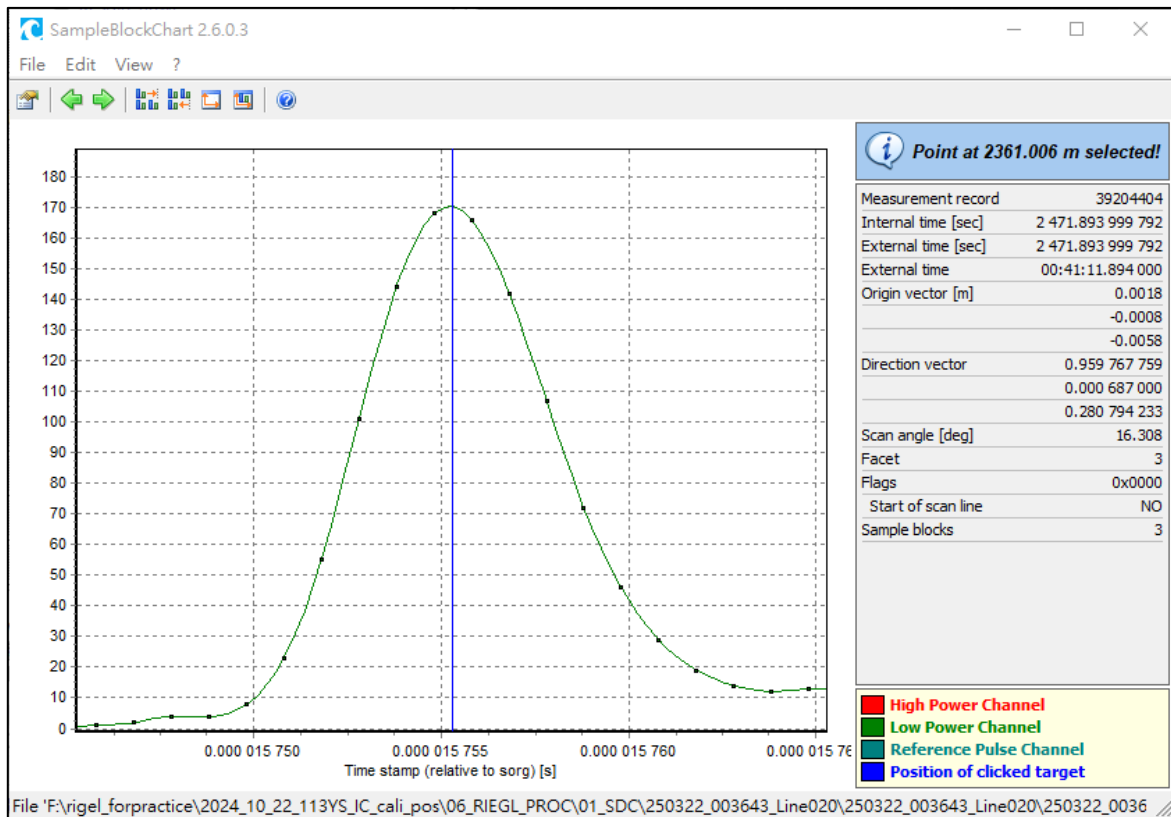 SampleBlockChart 2.6.0.3
File Edit View ?
180
170
160
150
140
130
120
110
100
90
80
70
60
50
40
30
20
10
0
0.000 015 750 0.000 015 755 0.000 015 760 0.000 015 76
Time stamp (relative to sorg) [s]
i Point at 2361.006 m selected!
Measurement record 39204404
Internal time [sec] 2 471.893 999 792
External time [sec] 2 471.893 999 792
External time 00:41:11.894 000
Origin vector [m] 0.0018
-0.0008
-0.0058
Direction vector 0.959 767 759
0.000 687 000
0.280 794 233
Scan angle [deg] 16.308
Facet 3
Flags 0x0000
Start of scan line NO
Sample blocks 3
High Power Channel
Low Power Channel
Reference Pulse Channel
Position of clicked target
File 'F:\rigel_forpractice\2024_10_22_113YS_IC_cali_pos\06_RIEGL_PROC\01_SDC\250322_003643_Line020\250322_003643_Line020\250322_0036